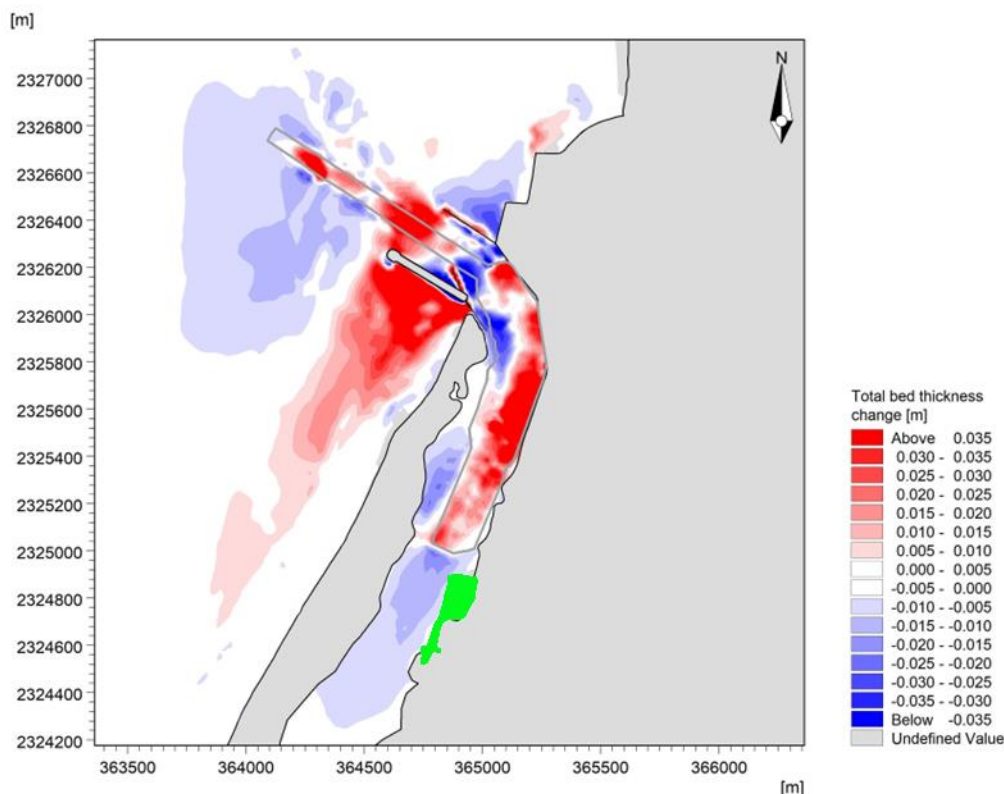 [m]
N
2327000
2326800
2326600
2326400
2326200
2326000
2325800
2325600
2325400
2325200
2325000
2324800
2324600
2324400
2324200
363500 364000 364500 365000 365500 366000
[m]
Total bed thickness
change [m]
Above 0.035
0.030 - 0.035
0.025 - 0.030
0.020 - 0.025
0.015 - 0.020
0.010 - 0.015
0.005 - 0.010
0.000 - 0.005
-0.005 - 0.000
-0.010 - -0.005
-0.015 - -0.010
-0.020 - -0.015
-0.025 - -0.020
-0.030 - -0.025
-0.035 - -0.030
Below -0.035
Undefined Value